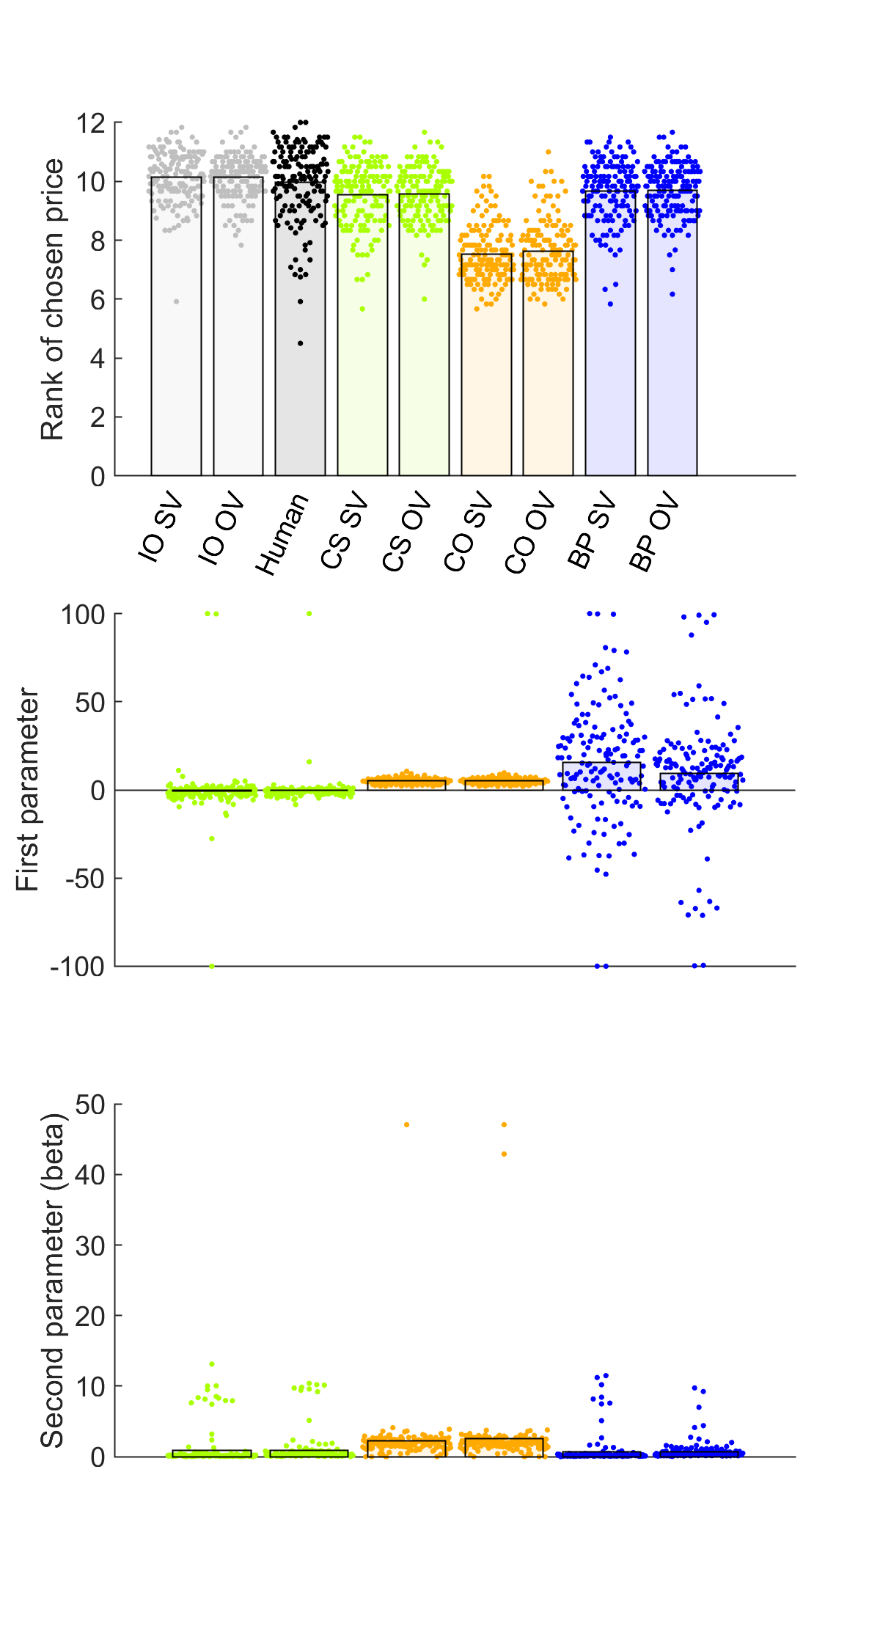 Rank of chosen price
12
10
8
6
4
2
0
IO SV
IO OV
Human
CS SV
CS OV
CO SV
CO OV
BP SV
BP OV
First parameter
100
50
0
-50
-100
Second parameter (beta)
50
40
30
20
10
0